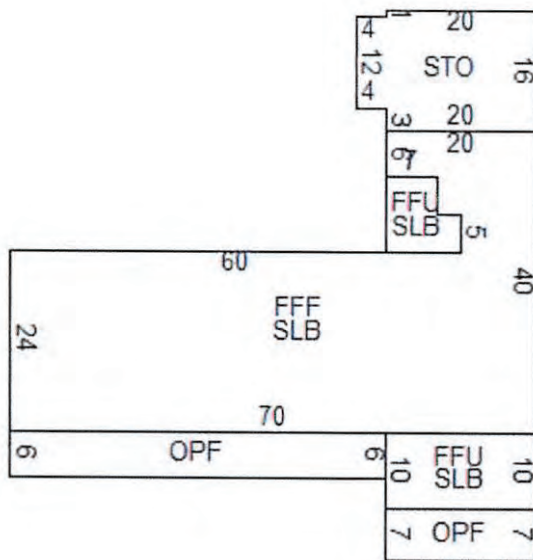 1 20
4
12 STO 16
4
3 20
20
6 7
FFU
SLB 5
60
40
FFF
24 SLB
70
6 OPF 6 FFU
10 SLB 10
7 OPF 7